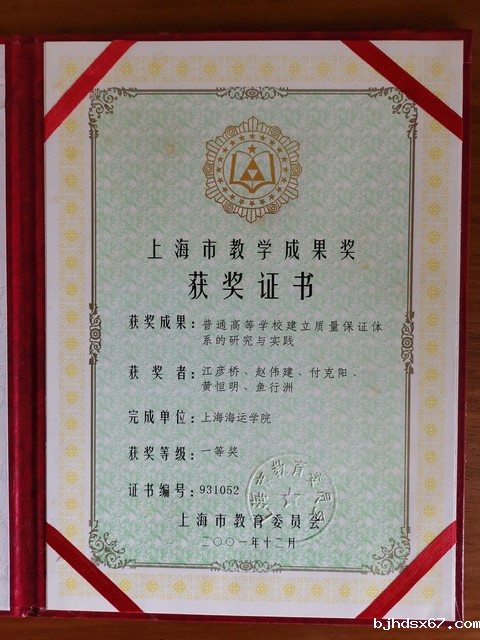 上海市教学成果奖
获奖证书
获奖成果：普通高等学校建立质量保证体
系的研究与实践
获奖者：江彦桥、赵伟建、付克阳、
黄恒明、鱼行洲
完成单位：上海海运学院
获奖等级：一等奖
证书编号：931052
上海市教育委员会
二〇〇一年十二月
bjhdsx67.com